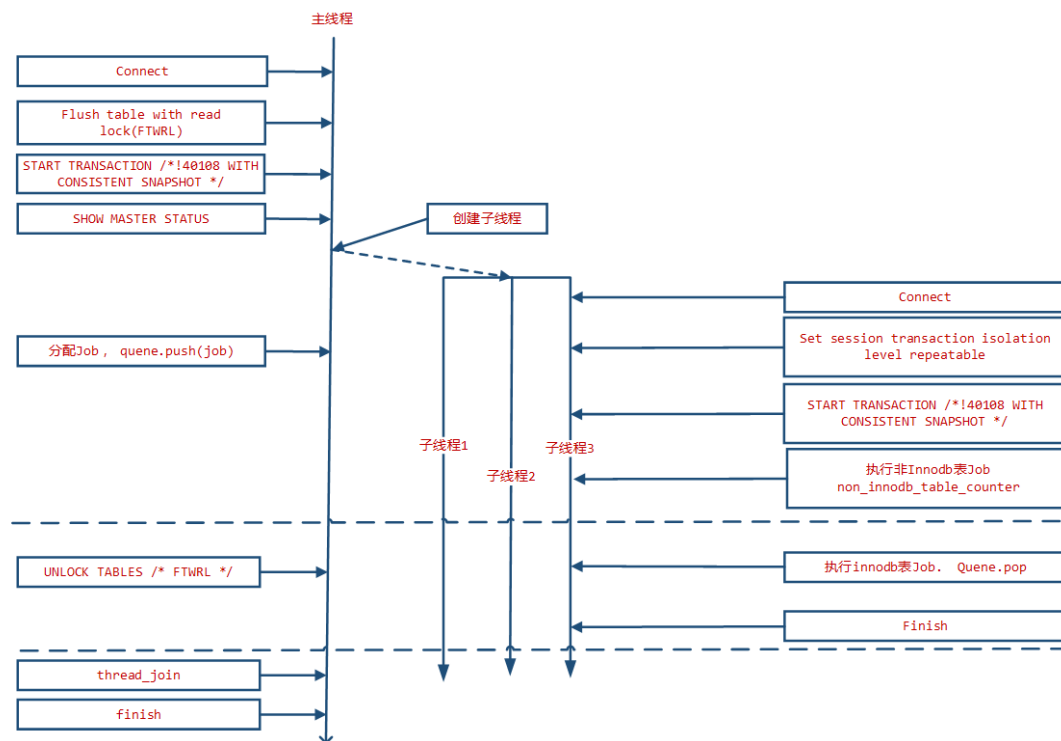 主线程
Connect
Flush table with read
lock(FTWRL)
START TRANSACTION /*!40108 WITH
CONSISTENT SNAPSHOT */
SHOW MASTER STATUS
创建子线程
Connect
分配Job， quene.push(job)
Set session transaction isolation
level repeatable
START TRANSACTION /*!40108 WITH
CONSISTENT SNAPSHOT */
子线程1
子线程2
子线程3
执行非Innodb表Job
non_innodb_table_counter
UNLOCK TABLES /* FTWRL */
执行innodb表Job. Quene.pop
Finish
thread_join
finish